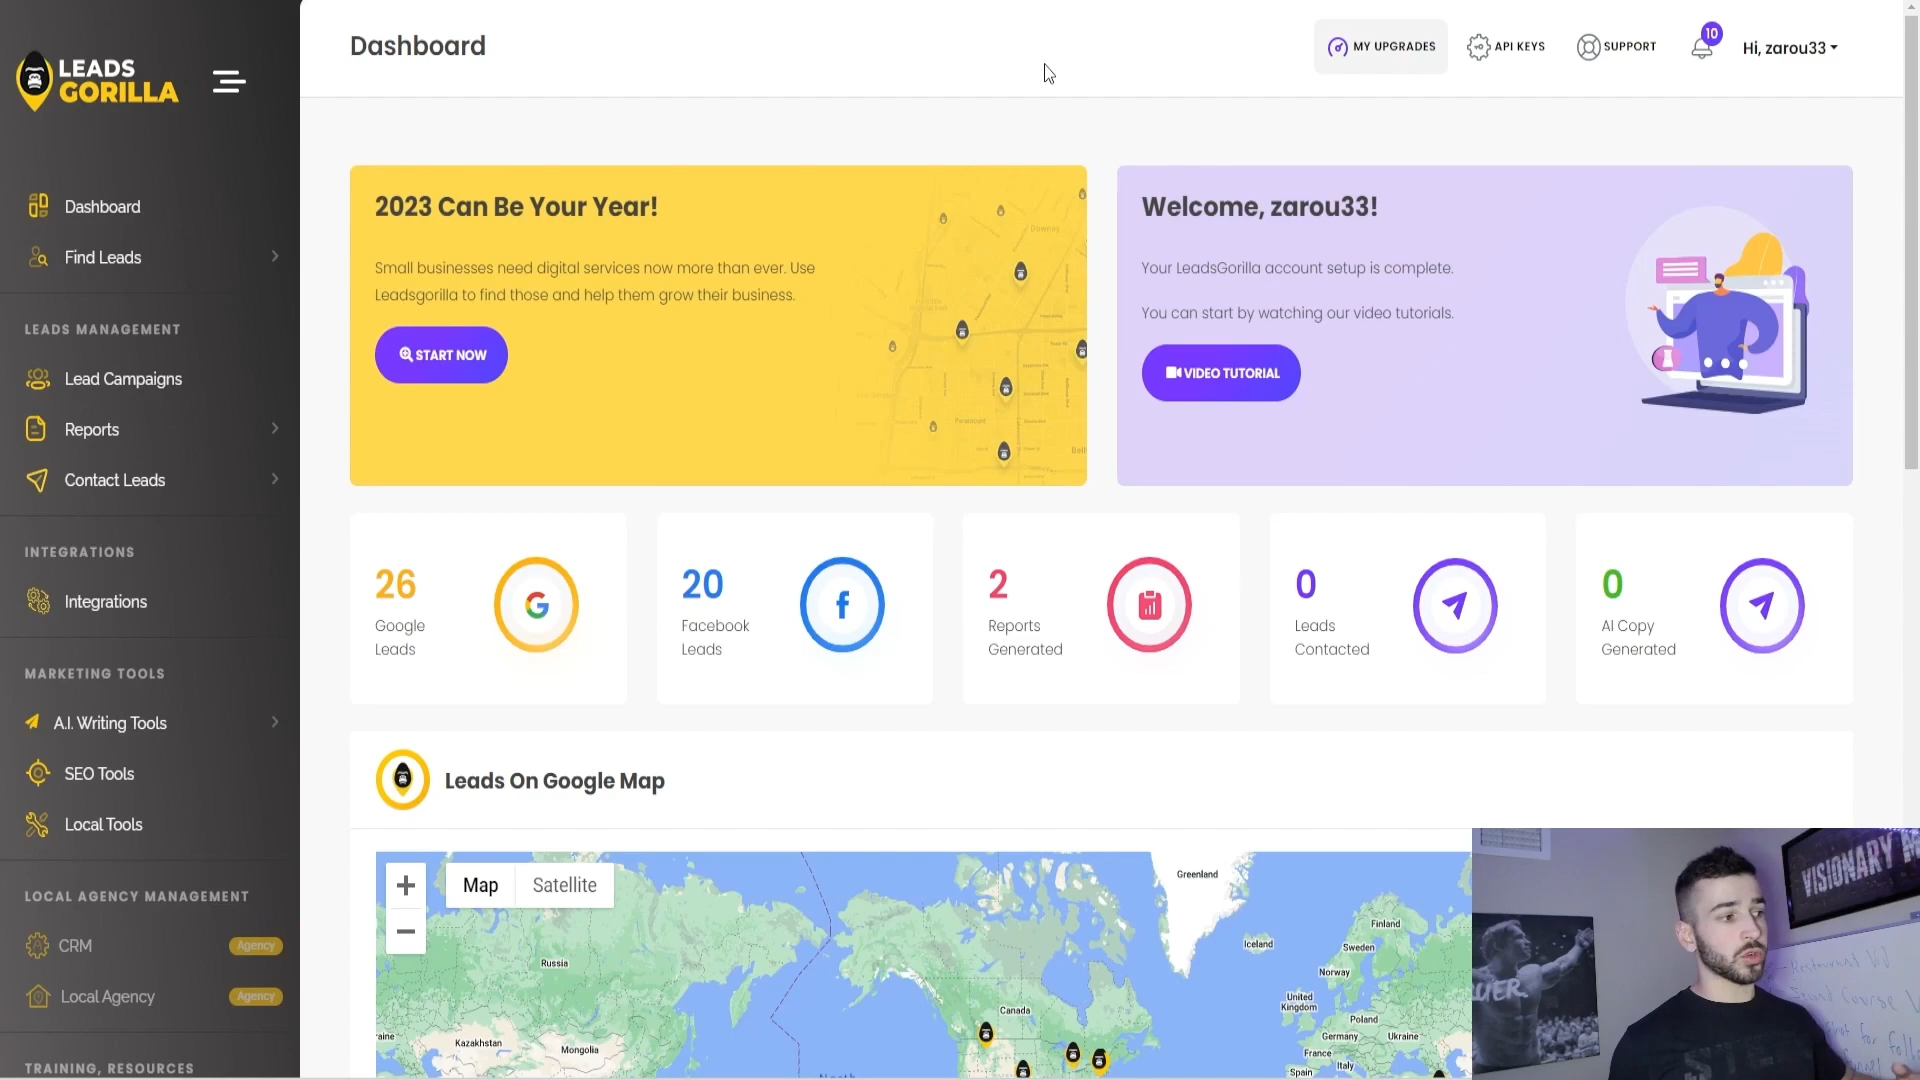 LEADS
GORILLA
Dashboard
MY UPGRADES
API KEYS
SUPPORT
10
Hi, zarou33
Dashboard
Find Leads
LEADS MANAGEMENT
Lead Campaigns
Reports
Contact Leads
INTEGRATIONS
Integrations
MARKETING TOOLS
A.I. Writing Tools
SEO Tools
Local Tools
LOCAL AGENCY MANAGEMENT
CRM
Agency
Local Agency
Agency
TRAINING, RESOURCES
2023 Can Be Your Year!
Small businesses need digital services now more than ever. Use
Leadsgorilla to find those and help them grow their business.
START NOW
Downey
Paramount
Welcome, zarou33!
Your LeadsGorilla account setup is complete.
You can start by watching our video tutorials.
VIDEO TUTORIAL
26
Google
Leads
20
Facebook
Leads
2
Reports
Generated
0
Leads
Contacted
0
AI Copy
Generated
Leads On Google Map
Map
Satellite
Greenland
Finland
Iceland
Sweden
Russia
Norway
United
Kingdom
Canada
Poland
Germany
Ukraine
Kazakhstan
Mongolia
France
Italy
Spain
VISIONARY